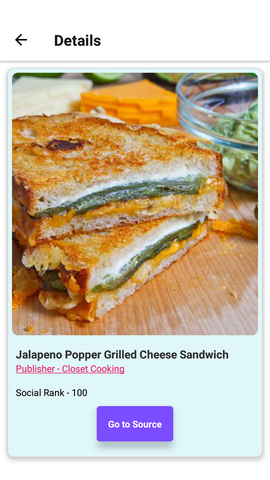 Details
Jalapeno Popper Grilled Cheese Sandwich
Publisher - Closet Cooking
Social Rank - 100
Go to Source